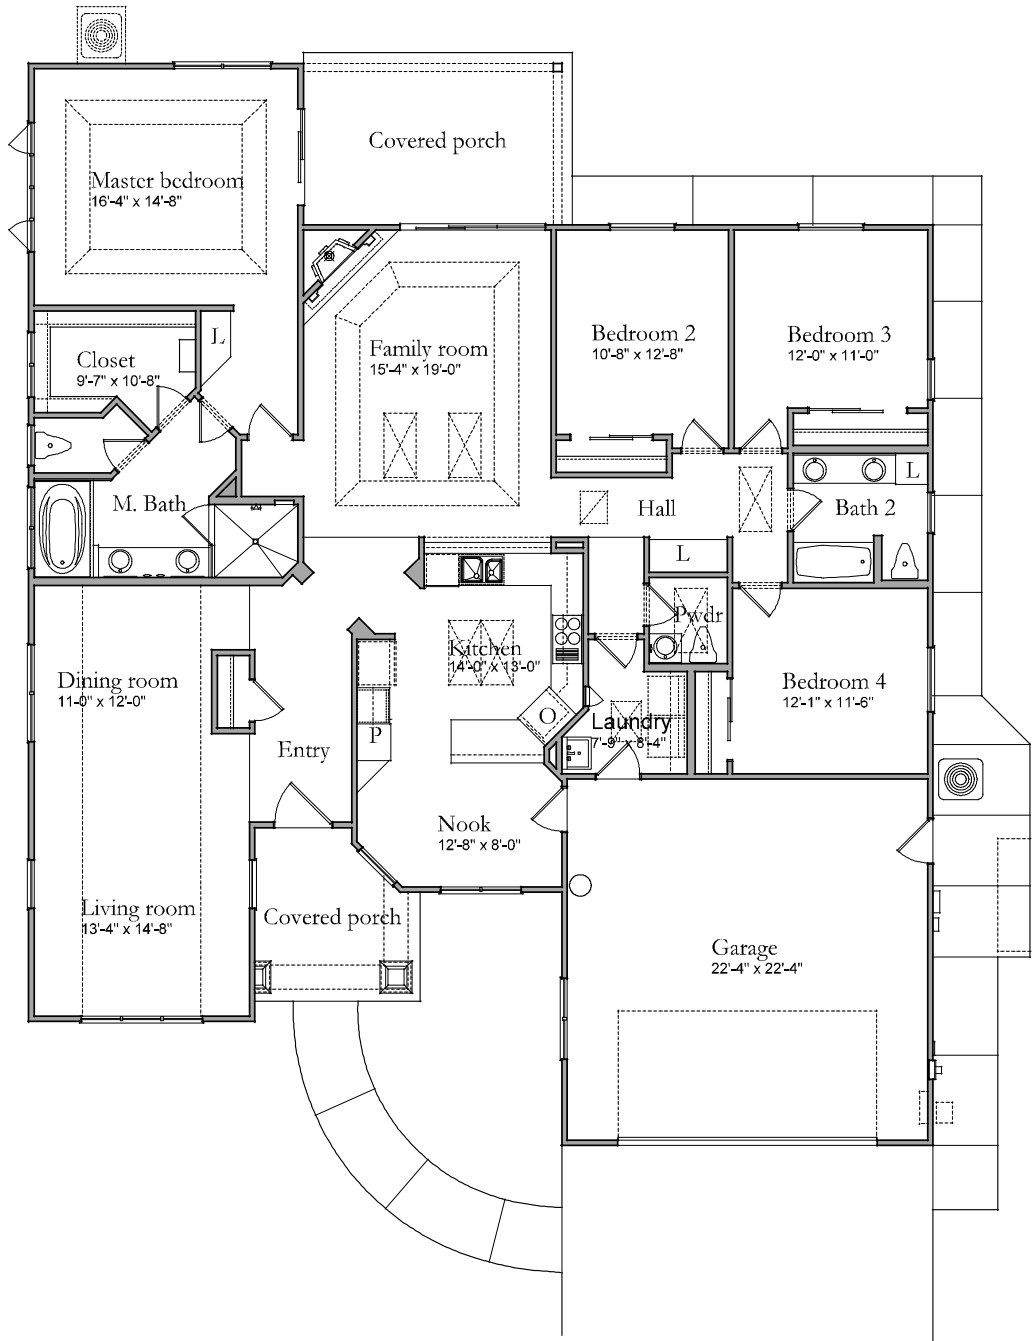 Covered porch
Master bedroom
16'-4" x 14'-8"
L
Bedroom 2
10'-8" x 12'-8"
Bedroom 3
12'-0" x 11'-0"
Family room
15'-4" x 19'-0"
Closet
9'-7" x 10'-8"
L
M. Bath
Hall
Bath 2
L
Pwdr
Kitchen
14'-0" x 13'-0"
Dining room
11-0" x 12'-0"
Bedroom 4
12'-1" x 11'-6"
O
Laundry
7'-9" x 8'-4"
P
Entry
Nook
12'-8" x 8'-0"
Living room
13'-4" x 14'-8"
Covered porch
Garage
22'-4" x 22'-4"